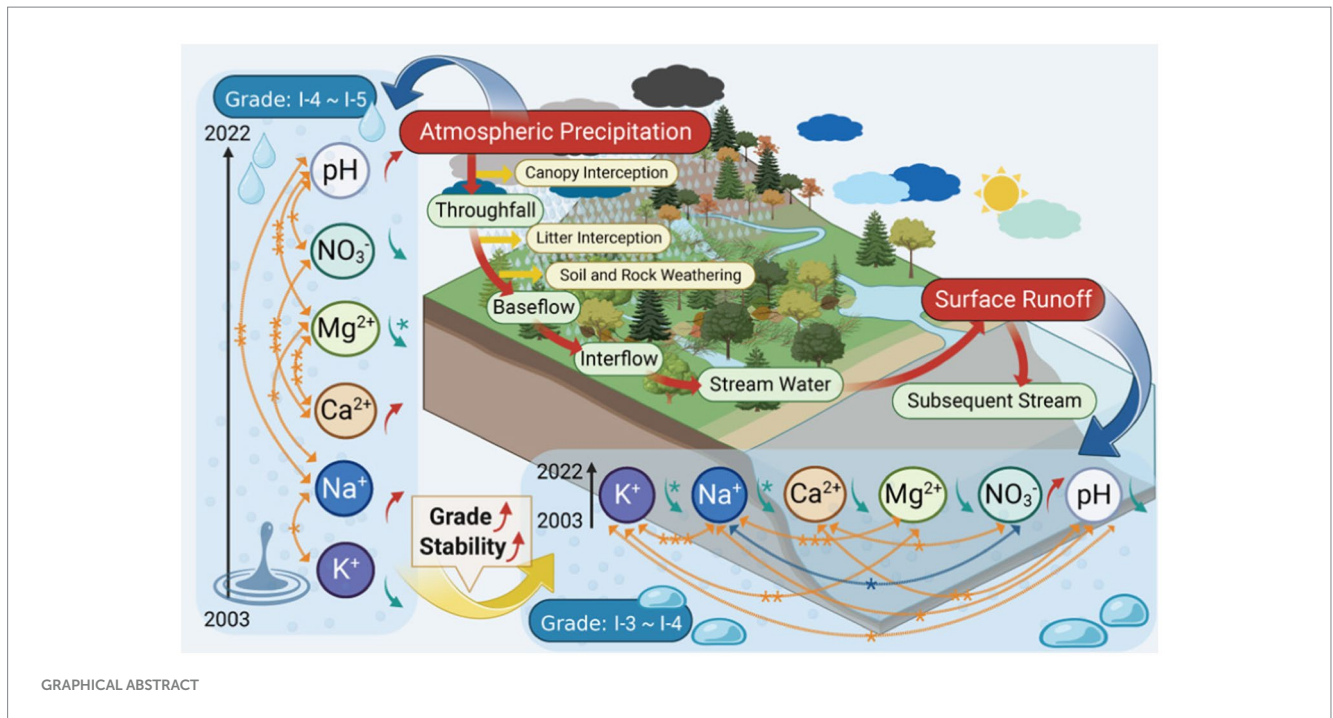 Grade: I-4 ~ I-5
2022
pH
NO₃⁻
Mg²⁺
Ca²⁺
Na⁺
K⁺
2003
Atmospheric Precipitation
Canopy Interception
Throughfall
Litter Interception
Soil and Rock Weathering
Baseflow
Interflow
Stream Water
Surface Runoff
Subsequent Stream
Grade
Stability
2022
2003
K⁺
Na⁺
Ca²⁺
Mg²⁺
NO₃⁻
pH
Grade: I-3 ~ I-4
GRAPHICAL ABSTRACT